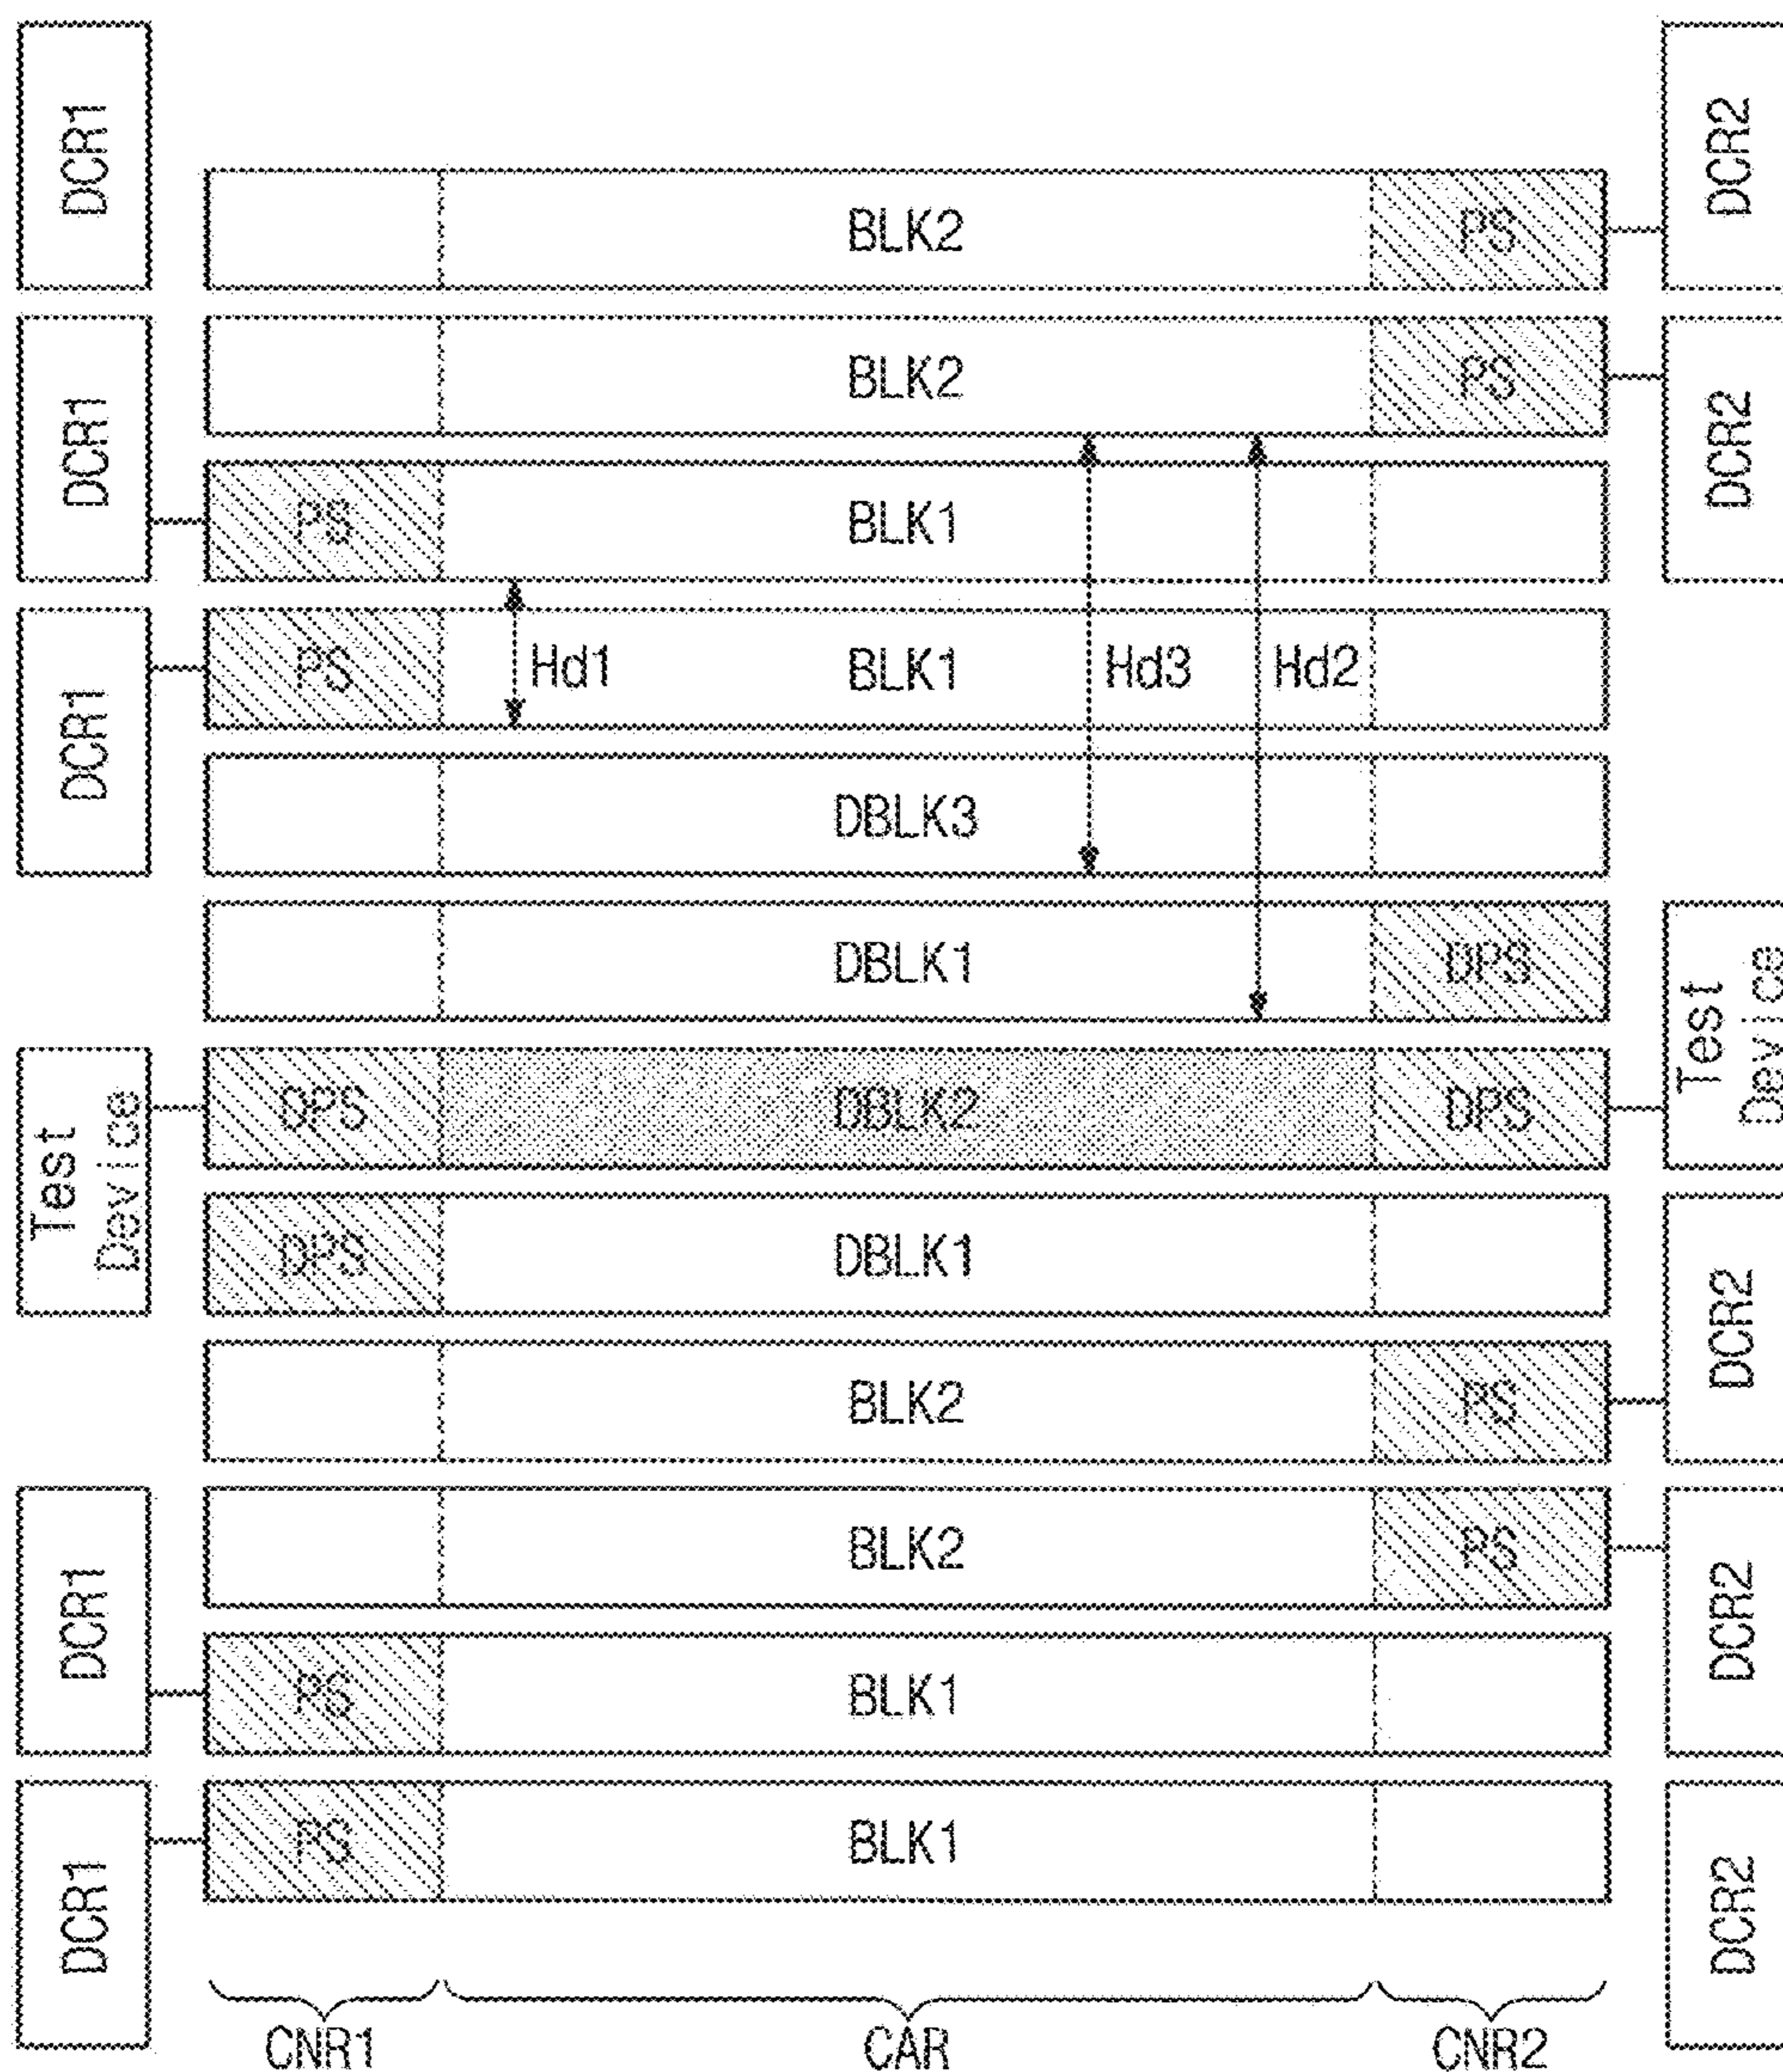 DCR1
DCR2
BLK2 PS
BLK2 PS
DCR1
DCR2
PS BLK1
PS Hd1 BLK1 Hd3 Hd2
DCR1
DBLK3
DBLK1 DPS
Test
Device
DPS DBLK2 DPS
Test
Device
DPS DBLK1
DCR2
BLK2 PS
BLK2 PS
DCR1
DCR2
PS BLK1
PS BLK1
DCR1
DCR2
CNR1 CAR CNR2